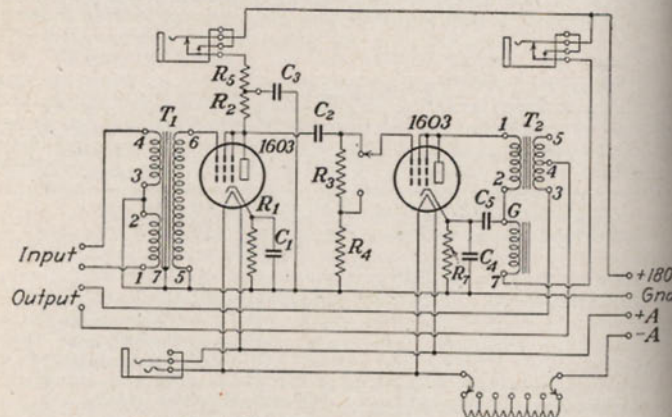 R5
C3
R2
T1
C2
1603
1603
1
T2
5
4
6
4
R3
3
2
3
C5
G
R1
2
C1
R4
R7
C4
Input
1
7
5
7
+180
Output
Gnd
+A
-A